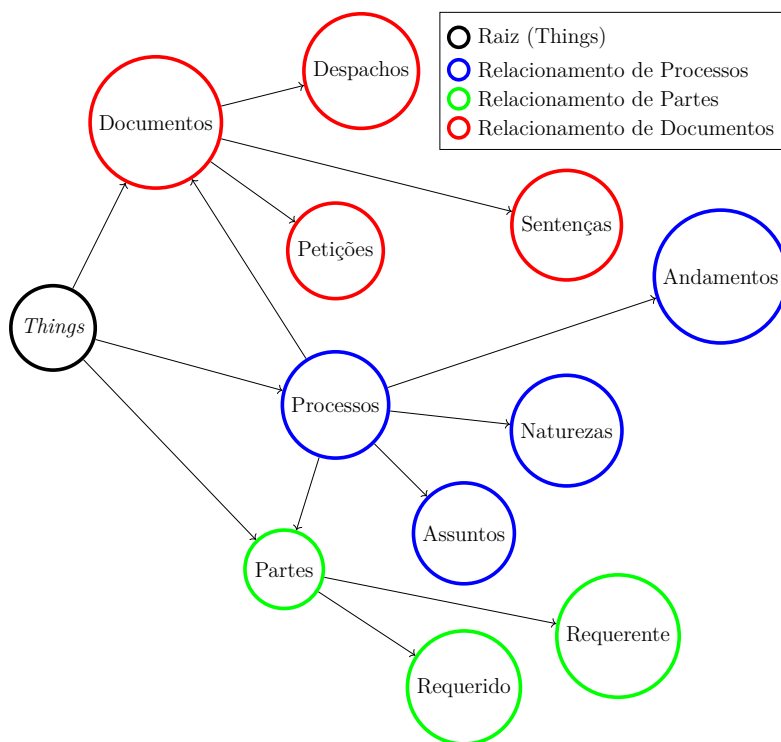 Despachos
Raiz (Things)
Relacionamento de Processos
Relacionamento de Partes
Relacionamento de Documentos
Documentos
Sentenças
Petições
Andamentos
Things
Processos
Naturezas
Assuntos
Partes
Requerente
Requerido